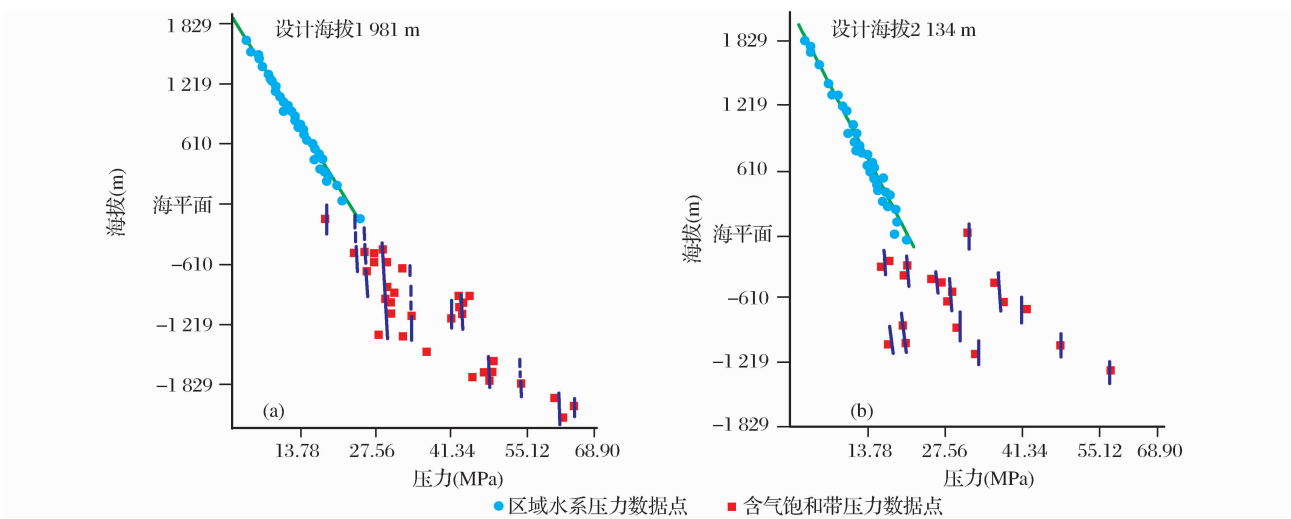 设计海拔1 981 m
1 829
1 219
610
海平面
–610
–1 219
–1 829
海拔(m)
(a)
13.78 27.56 41.34 55.12 68.90
压力(MPa)
设计海拔2 134 m
1 829
1 219
610
海平面
–610
–1 219
–1 829
海拔(m)
(b)
13.78 27.56 41.34 55.12 68.90
压力(MPa)
区域水系压力数据点 含气饱和带压力数据点